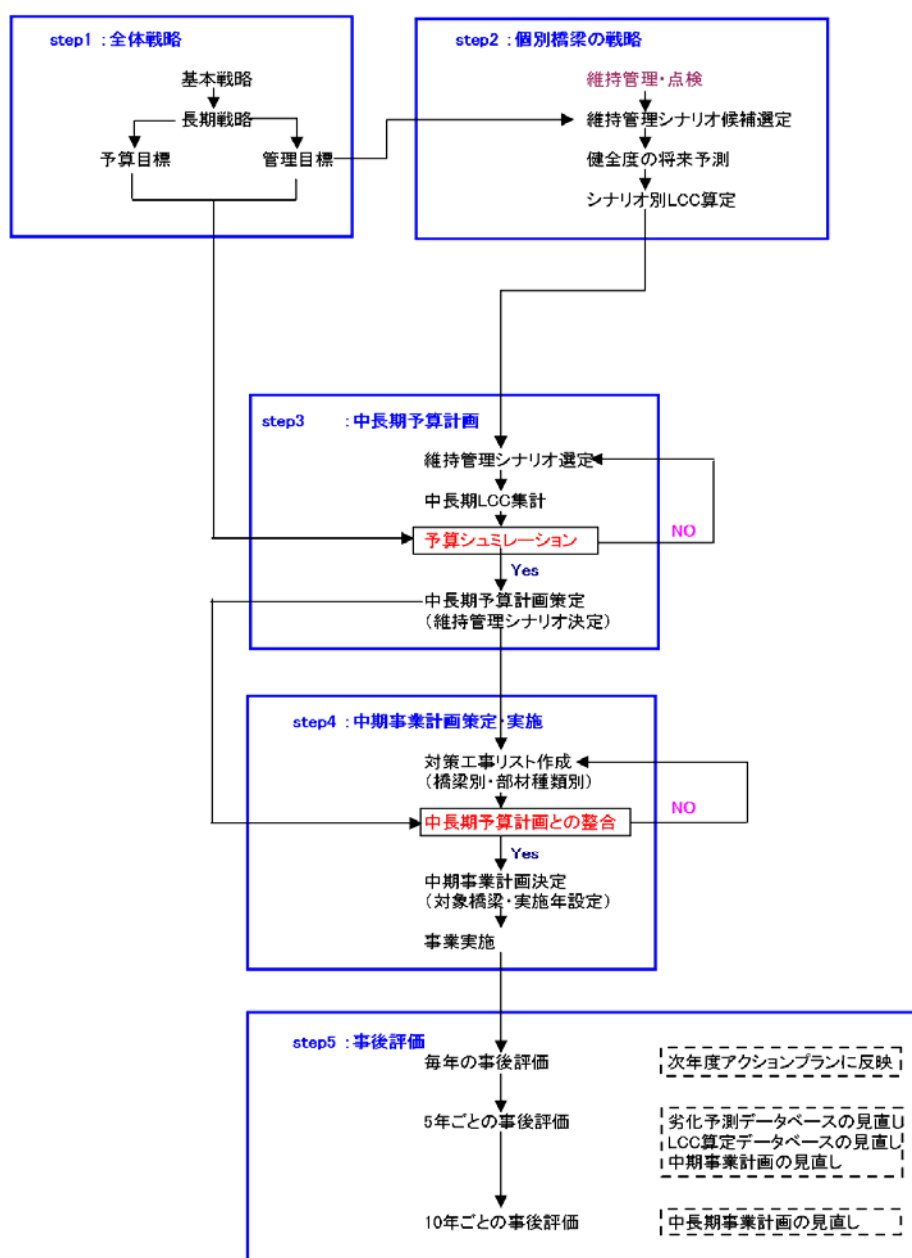 step1 :全体戦略
基本戦略
長期戦略
予算目標
管理目標
step2 :個別橋梁の戦略
維持管理・点検
維持管理シナリオ候補選定
健全度の将来予測
シナリオ別LCC算定
step3 :中長期予算計画
維持管理シナリオ選定
中長期LCC集計
予算シュミレーション
NO
Yes
中長期予算計画策定
(維持管理シナリオ決定)
step4 :中期事業計画策定・実施
対策工事リスト作成
(橋梁別・部材種類別)
中長期予算計画との整合
NO
Yes
中期事業計画決定
(対象橋梁・実施年設定)
事業実施
step5 :事後評価
毎年の事後評価
次年度アクションプランに反映
5年ごとの事後評価
劣化予測データベースの見直し
LCC算定データベースの見直し
中期事業計画の見直し
10年ごとの事後評価
中長期事業計画の見直し